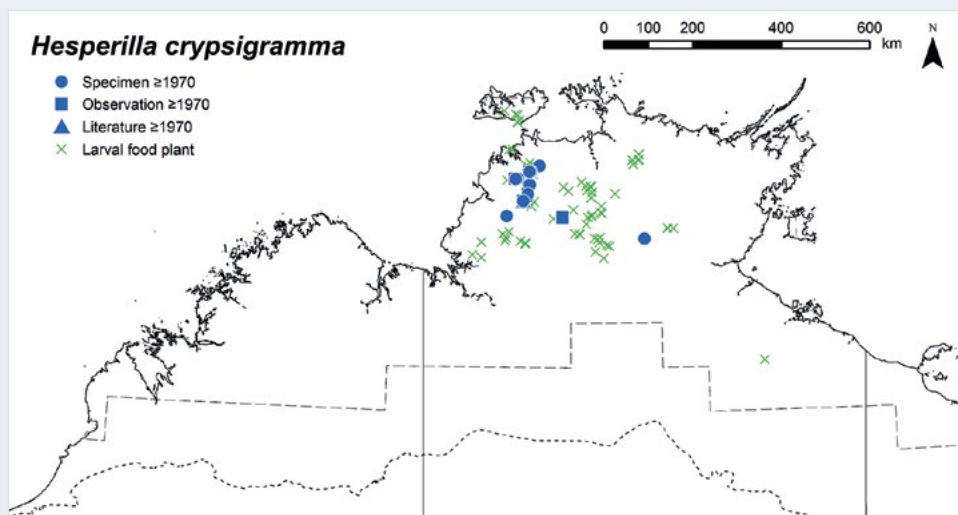 Hesperilla crypsigramma
Specimen ≥1970
Observation ≥1970
Literature ≥1970
Larval food plant
0 100 200 400 600
km
N